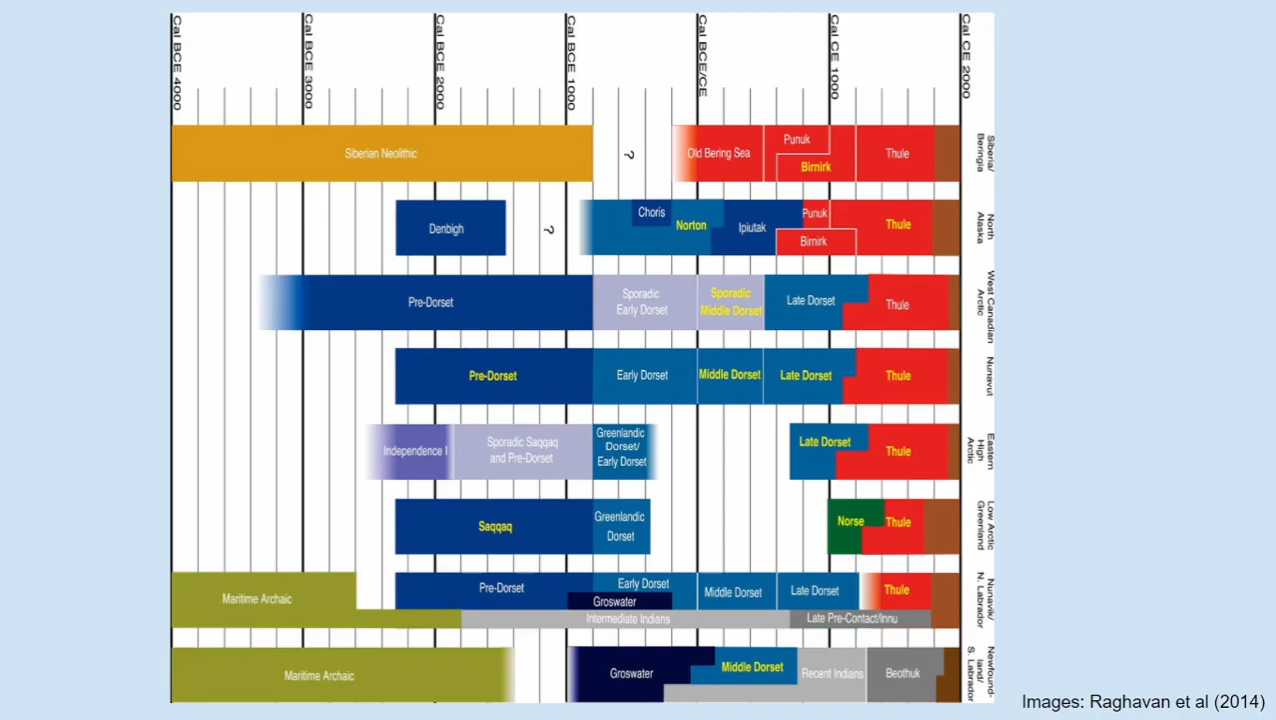 Cal BCE 4000
Cal BCE 3000
Cal BCE 2000
Cal BCE 1000
Cal BCE/CE
Cal CE 1000
Cal CE 2000
Siberian Neolithic
?
Old Bering Sea
Punuk
Birnirk
Thule
Siberia/
Beringia
Denbigh
?
Choris
Norton
Ipiutak
Punuk
Birnirk
Thule
North
Alaska
Pre-Dorset
Sporadic
Early Dorset
Sporadic
Middle Dorset
Late Dorset
Thule
West Canadian
Arctic
Pre-Dorset
Early Dorset
Middle Dorset
Late Dorset
Thule
Nunavut
Independence I
Sporadic Saqqaq
and Pre-Dorset
Greenlandic
Dorset/
Early Dorset
Late Dorset
Thule
Eastern
High
Arctic
Saqqaq
Greenlandic
Dorset
Norse
Thule
Low Arctic
Greenland
Maritime Archaic
Pre-Dorset
Early Dorset
Groswater
Middle Dorset
Late Dorset
Thule
Intermediate Indians
Late Pre-Contact/Innu
Nunavik/
N. Labrador
Maritime Archaic
Groswater
Middle Dorset
Recent Indians
Beothuk
Newfound-
land/
S. Labrador
Images: Raghavan et al (2014)